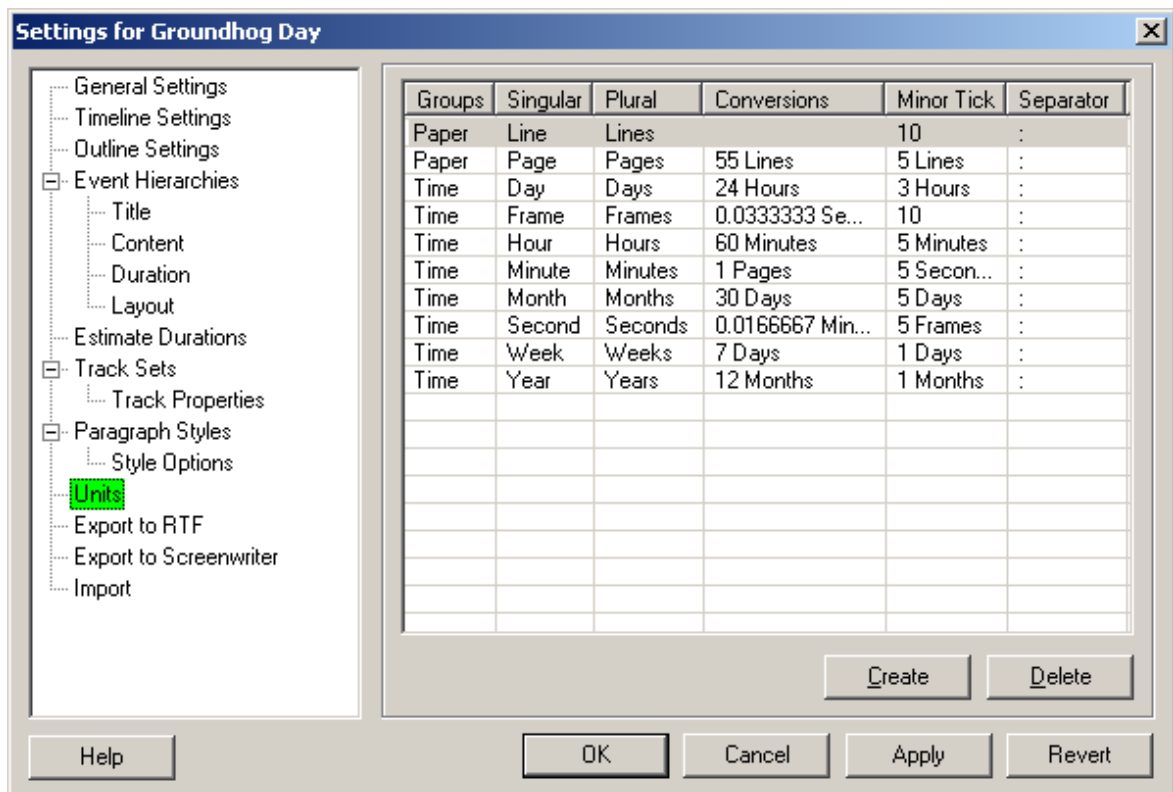 Settings for Groundhog Day
General Settings
Timeline Settings
Outline Settings
Event Hierarchies
Title
Content
Duration
Layout
Estimate Durations
Track Sets
Track Properties
Paragraph Styles
Style Options
Units
Export to RTF
Export to Screenwriter
Import
Groups Singular Plural Conversions Minor Tick Separator
Paper Line Lines 10 :
Paper Page Pages 55 Lines 5 Lines :
Time Day Days 24 Hours 3 Hours :
Time Frame Frames 0.0333333 Se... 10 :
Time Hour Hours 60 Minutes 5 Minutes :
Time Minute Minutes 1 Pages 5 Secon... :
Time Month Months 30 Days 5 Days :
Time Second Seconds 0.0166667 Min... 5 Frames :
Time Week Weeks 7 Days 1 Days :
Time Year Years 12 Months 1 Months :
Create Delete
Help OK Cancel Apply Revert